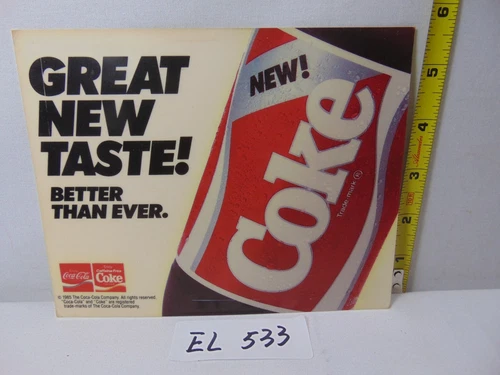 GREAT
NEW
TASTE!
BETTER
THAN EVER.
NEW!
Coke
Trade mark ®
Coca-Cola
Coke
© 1985 The Coca-Cola Company. All rights reserved.
"Coca-Cola" and "Coke" are registered
trade marks of The Coca-Cola Company.
EL 533
1
2
3
4
5
6